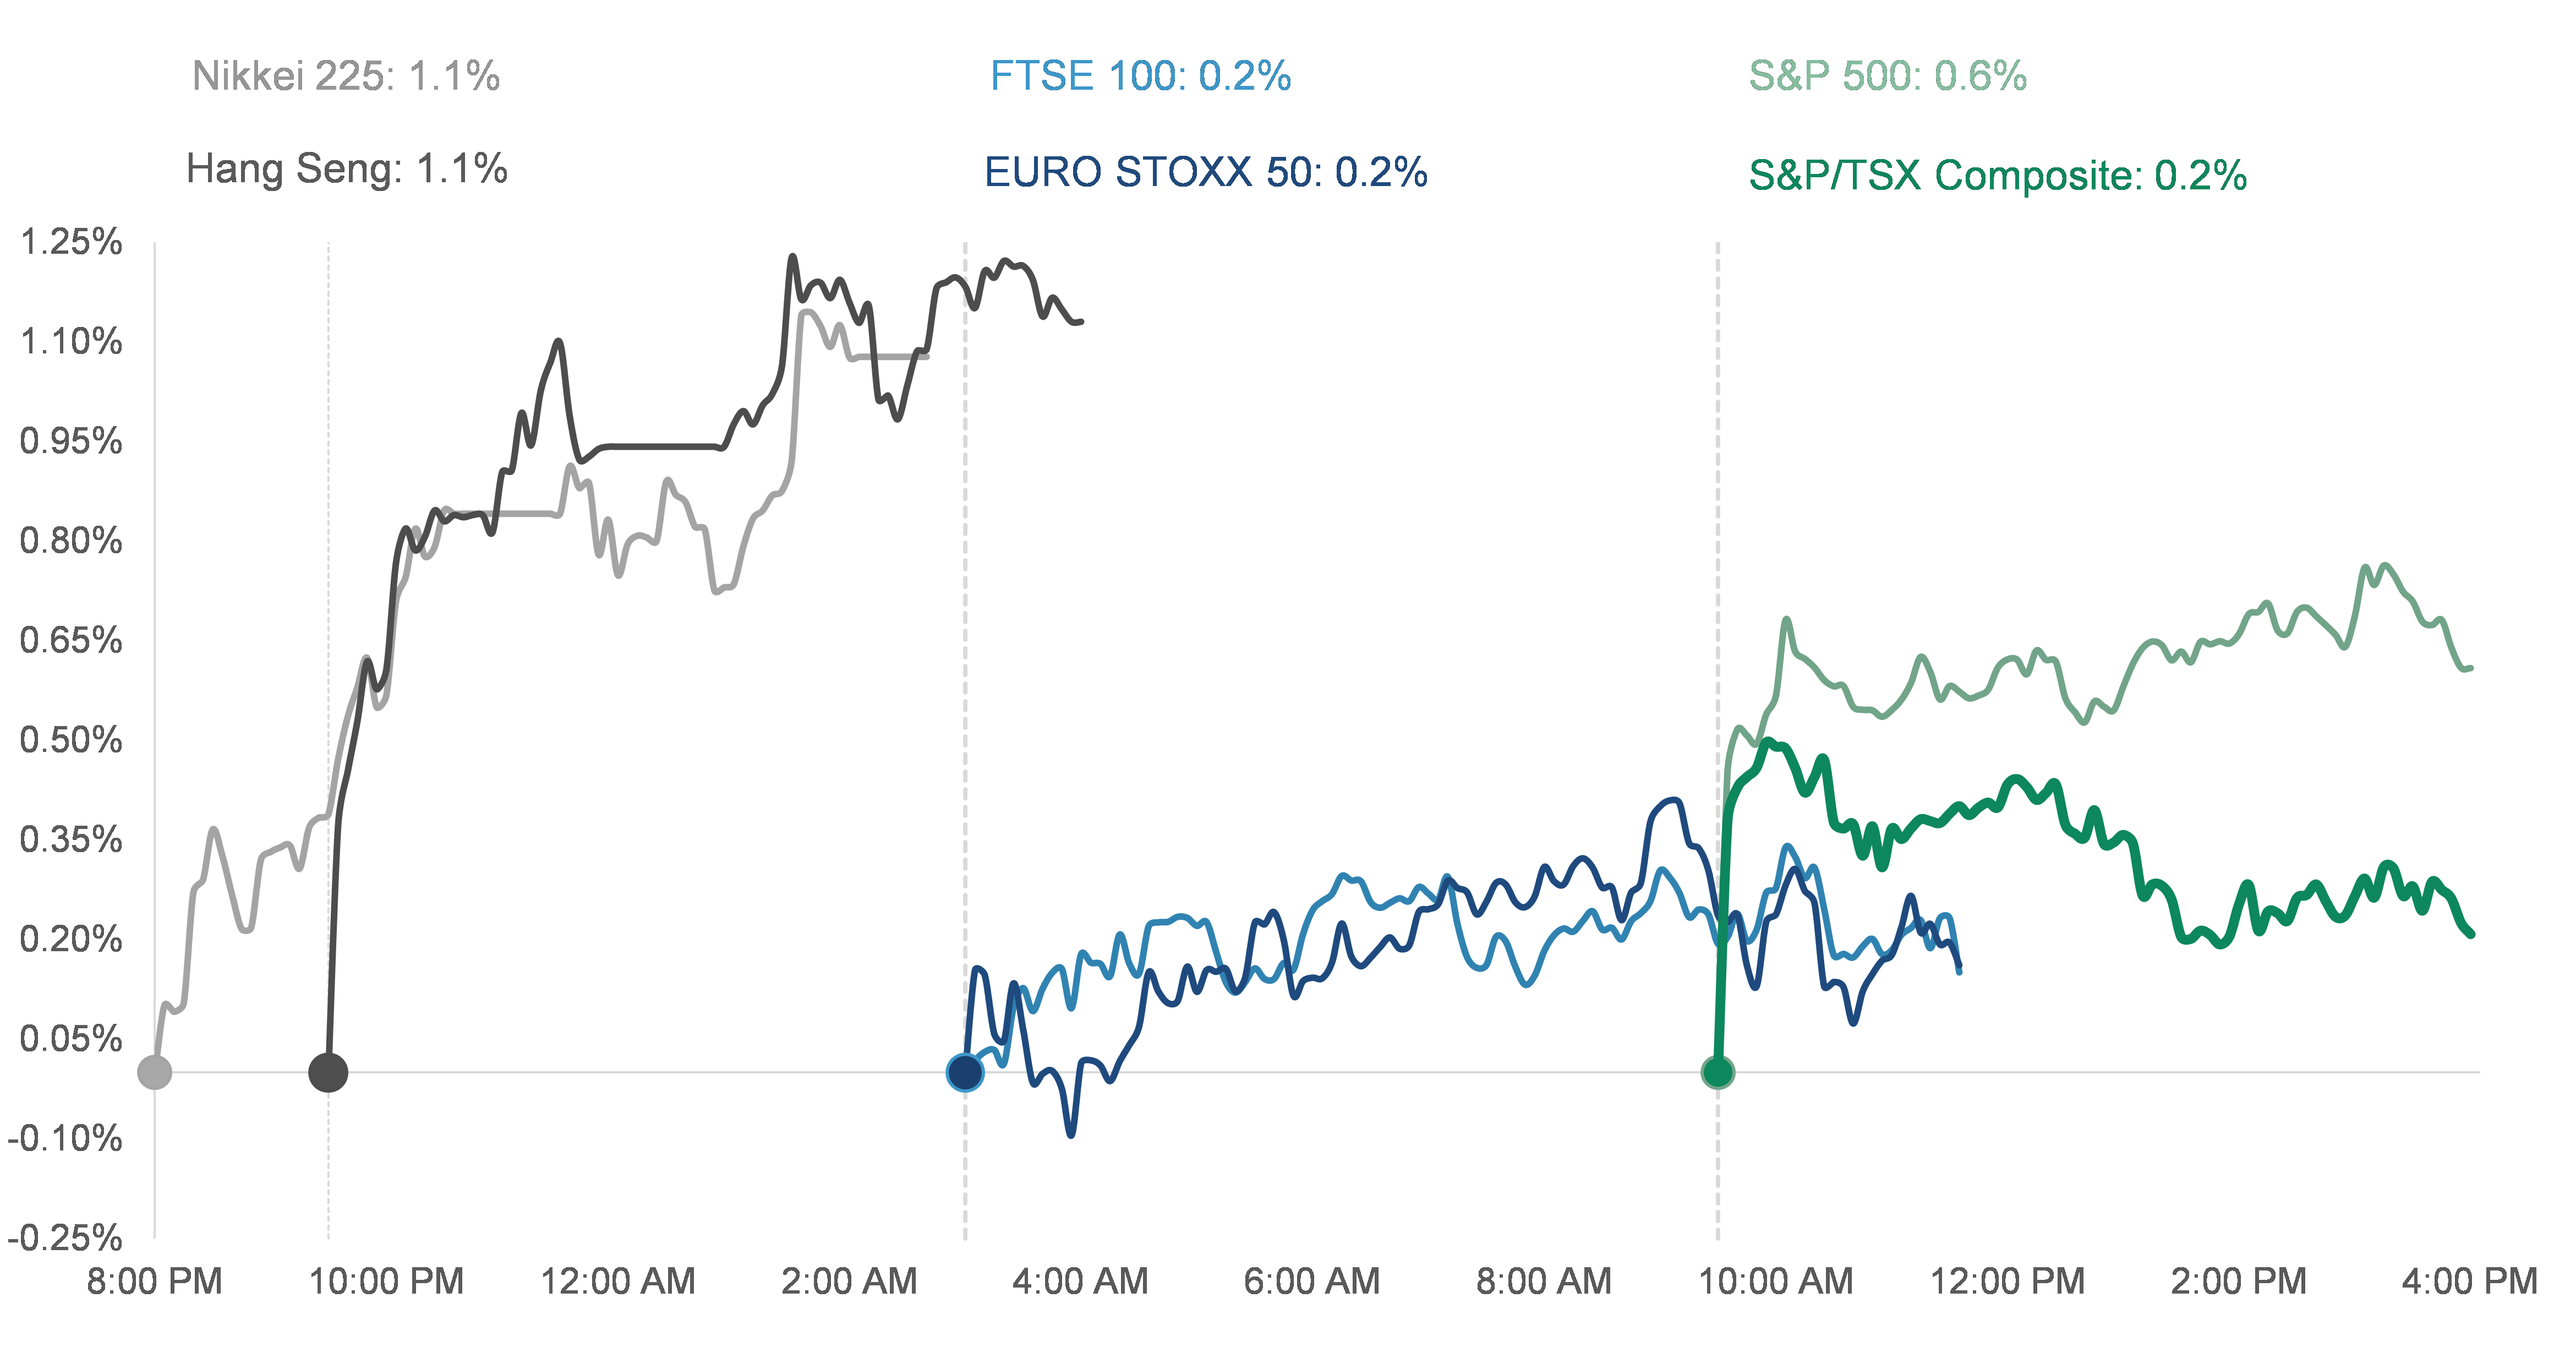 Nikkei 225: 1.1%
FTSE 100: 0.2%
S&P 500: 0.6%
Hang Seng: 1.1%
EURO STOXX 50: 0.2%
S&P/TSX Composite: 0.2%
1.25%
1.10%
0.95%
0.80%
0.65%
0.50%
0.35%
0.20%
0.05%
-0.10%
-0.25%
8:00 PM 10:00 PM 12:00 AM 2:00 AM 4:00 AM 6:00 AM 8:00 AM 10:00 AM 12:00 PM 2:00 PM 4:00 PM